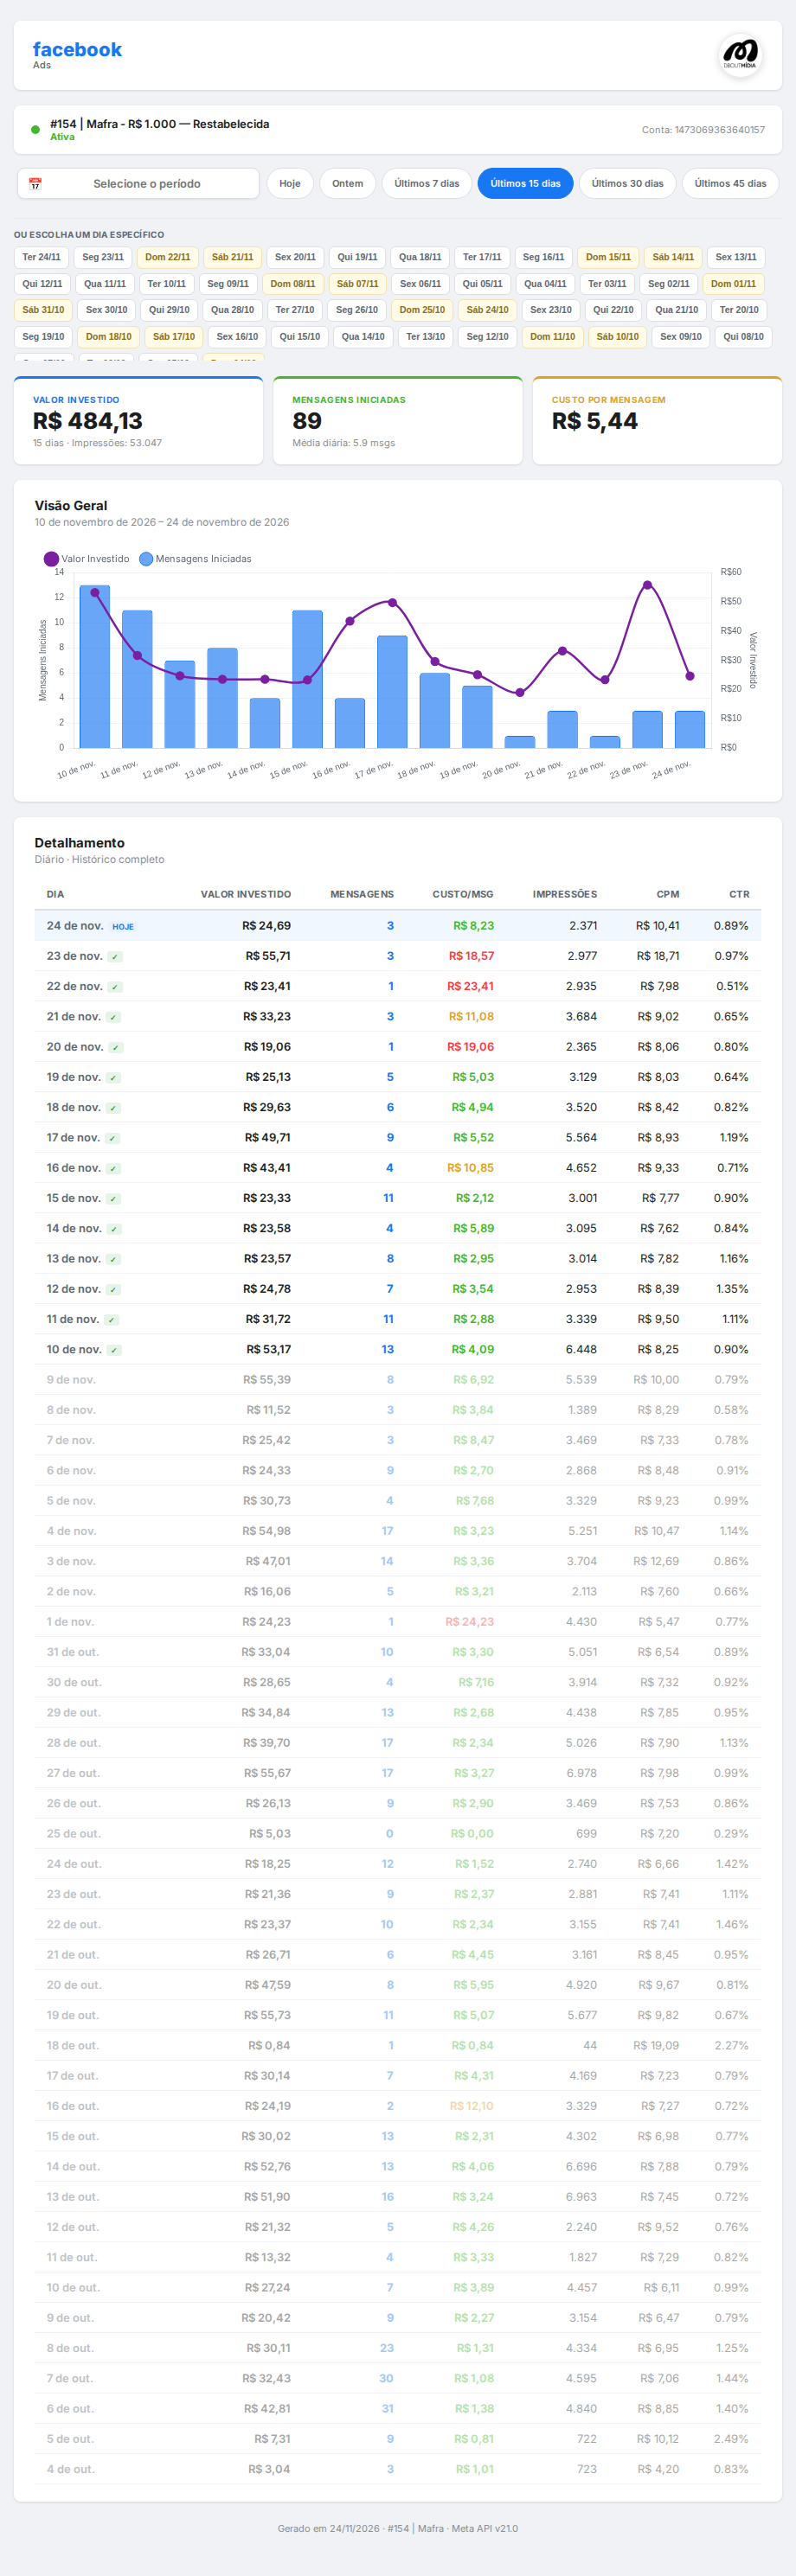 facebook
Ads
DROUTMÍDIA
#154 | Mafra - R$ 1.000 — Restabelecida
Ativa
Conta: 1473069363640157
Selecione o período
Hoje
Ontem
Últimos 7 dias
Últimos 15 dias
Últimos 30 dias
Últimos 45 dias
OU ESCOLHA UM DIA ESPECÍFICO
Ter 24/11 Seg 23/11 Dom 22/11 Sáb 21/11 Sex 20/11 Qui 19/11 Qua 18/11 Ter 17/11 Seg 16/11 Dom 15/11 Sáb 14/11 Sex 13/11
Qui 12/11 Qua 11/11 Ter 10/11 Seg 09/11 Dom 08/11 Sáb 07/11 Sex 06/11 Qui 05/11 Qua 04/11 Ter 03/11 Seg 02/11 Dom 01/11
Sáb 31/10 Sex 30/10 Qui 29/10 Qua 28/10 Ter 27/10 Seg 26/10 Dom 25/10 Sáb 24/10 Sex 23/10 Qui 22/10 Qua 21/10 Ter 20/10
Seg 19/10 Dom 18/10 Sáb 17/10 Sex 16/10 Qui 15/10 Qua 14/10 Ter 13/10 Seg 12/10 Dom 11/10 Sáb 10/10 Sex 09/10 Qui 08/10
VALOR INVESTIDO
R$ 484,13
15 dias · Impressões: 53.047
MENSAGENS INICIADAS
89
Média diária: 5.9 msgs
CUSTO POR MENSAGEM
R$ 5,44
Visão Geral
10 de novembro de 2026 – 24 de novembro de 2026
Valor Investido
Mensagens Iniciadas
14
12
10
8
6
4
2
0
Mensagens Iniciadas
R$60
R$50
R$40
R$30
R$20
R$10
R$0
Valor Investido
10 de nov. 11 de nov. 12 de nov. 13 de nov. 14 de nov. 15 de nov. 16 de nov. 17 de nov. 18 de nov. 19 de nov. 20 de nov. 21 de nov. 22 de nov. 23 de nov. 24 de nov.
Detalhamento
Diário · Histórico completo
DIA VALOR INVESTIDO MENSAGENS CUSTO/MSG IMPRESSÕES CPM CTR
24 de nov. HOJE R$ 24,69 3 R$ 8,23 2.371 R$ 10,41 0.89%
23 de nov. ✓ R$ 55,71 3 R$ 18,57 2.977 R$ 18,71 0.97%
22 de nov. ✓ R$ 23,41 1 R$ 23,41 2.935 R$ 7,98 0.51%
21 de nov. ✓ R$ 33,23 3 R$ 11,08 3.684 R$ 9,02 0.65%
20 de nov. ✓ R$ 19,06 1 R$ 19,06 2.365 R$ 8,06 0.80%
19 de nov. ✓ R$ 25,13 5 R$ 5,03 3.129 R$ 8,03 0.64%
18 de nov. ✓ R$ 29,63 6 R$ 4,94 3.520 R$ 8,42 0.82%
17 de nov. ✓ R$ 49,71 9 R$ 5,52 5.564 R$ 8,93 1.19%
16 de nov. ✓ R$ 43,41 4 R$ 10,85 4.652 R$ 9,33 0.71%
15 de nov. ✓ R$ 23,33 11 R$ 2,12 3.001 R$ 7,77 0.90%
14 de nov. ✓ R$ 23,58 4 R$ 5,89 3.095 R$ 7,62 0.84%
13 de nov. ✓ R$ 23,57 8 R$ 2,95 3.014 R$ 7,82 1.16%
12 de nov. ✓ R$ 24,78 7 R$ 3,54 2.953 R$ 8,39 1.35%
11 de nov. ✓ R$ 31,72 11 R$ 2,88 3.339 R$ 9,50 1.11%
10 de nov. ✓ R$ 53,17 13 R$ 4,09 6.448 R$ 8,25 0.90%
9 de nov. R$ 55,39 8 R$ 6,92 5.539 R$ 10,00 0.79%
8 de nov. R$ 11,52 3 R$ 3,84 1.389 R$ 8,29 0.58%
7 de nov. R$ 25,42 3 R$ 8,47 3.469 R$ 7,33 0.78%
6 de nov. R$ 24,33 9 R$ 2,70 2.868 R$ 8,48 0.91%
5 de nov. R$ 30,73 4 R$ 7,68 3.329 R$ 9,23 0.99%
4 de nov. R$ 54,98 17 R$ 3,23 5.251 R$ 10,47 1.14%
3 de nov. R$ 47,01 14 R$ 3,36 3.704 R$ 12,69 0.86%
2 de nov. R$ 16,06 5 R$ 3,21 2.113 R$ 7,60 0.66%
1 de nov. R$ 24,23 1 R$ 24,23 4.430 R$ 5,47 0.77%
31 de out. R$ 33,04 10 R$ 3,30 5.051 R$ 6,54 0.89%
30 de out. R$ 28,65 4 R$ 7,16 3.914 R$ 7,32 0.92%
29 de out. R$ 34,84 13 R$ 2,68 4.438 R$ 7,85 0.95%
28 de out. R$ 39,70 17 R$ 2,34 5.026 R$ 7,90 1.13%
27 de out. R$ 55,67 17 R$ 3,27 6.978 R$ 7,98 0.99%
26 de out. R$ 26,13 9 R$ 2,90 3.469 R$ 7,53 0.86%
25 de out. R$ 5,03 0 R$ 0,00 699 R$ 7,20 0.29%
24 de out. R$ 18,25 12 R$ 1,52 2.740 R$ 6,66 1.42%
23 de out. R$ 21,36 9 R$ 2,37 2.881 R$ 7,41 1.11%
22 de out. R$ 23,37 10 R$ 2,34 3.155 R$ 7,41 1.46%
21 de out. R$ 26,71 6 R$ 4,45 3.161 R$ 8,45 0.95%
20 de out. R$ 47,59 8 R$ 5,95 4.920 R$ 9,67 0.81%
19 de out. R$ 55,73 11 R$ 5,07 5.677 R$ 9,82 0.67%
18 de out. R$ 0,84 1 R$ 0,84 44 R$ 19,09 2.27%
17 de out. R$ 30,14 7 R$ 4,31 4.169 R$ 7,23 0.79%
16 de out. R$ 24,19 2 R$ 12,10 3.329 R$ 7,27 0.72%
15 de out. R$ 30,02 13 R$ 2,31 4.302 R$ 6,98 0.77%
14 de out. R$ 52,76 13 R$ 4,06 6.696 R$ 7,88 0.79%
13 de out. R$ 51,90 16 R$ 3,24 6.963 R$ 7,45 0.72%
12 de out. R$ 21,32 5 R$ 4,26 2.240 R$ 9,52 0.76%
11 de out. R$ 13,32 4 R$ 3,33 1.827 R$ 7,29 0.82%
10 de out. R$ 27,24 7 R$ 3,89 4.457 R$ 6,11 0.99%
9 de out. R$ 20,42 9 R$ 2,27 3.154 R$ 6,47 0.79%
8 de out. R$ 30,11 23 R$ 1,31 4.334 R$ 6,95 1.25%
7 de out. R$ 32,43 30 R$ 1,08 4.595 R$ 7,06 1.44%
6 de out. R$ 42,81 31 R$ 1,38 4.840 R$ 8,85 1.40%
5 de out. R$ 7,31 9 R$ 0,81 722 R$ 10,12 2.49%
4 de out. R$ 3,04 3 R$ 1,01 723 R$ 4,20 0.83%
Gerado em 24/11/2026 · #154 | Mafra · Meta API v21.0